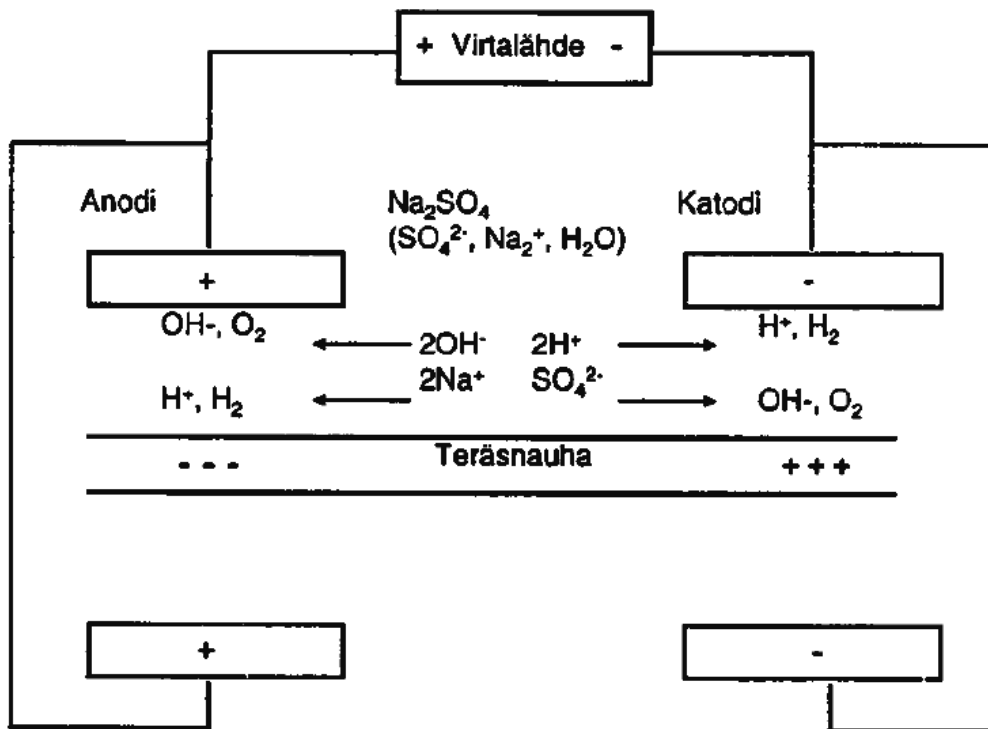 + Virtalähde -
Anodi
Na₂SO₄
(SO₄²⁻, Na₂⁺, H₂O)
Katodi
+
-
OH-, O₂
H⁺, H₂
2OH⁻ 2H⁺
2Na⁺ SO₄²⁻
H⁺, H₂
OH-, O₂
- - -
Teräsnauha
+ + +
+
-